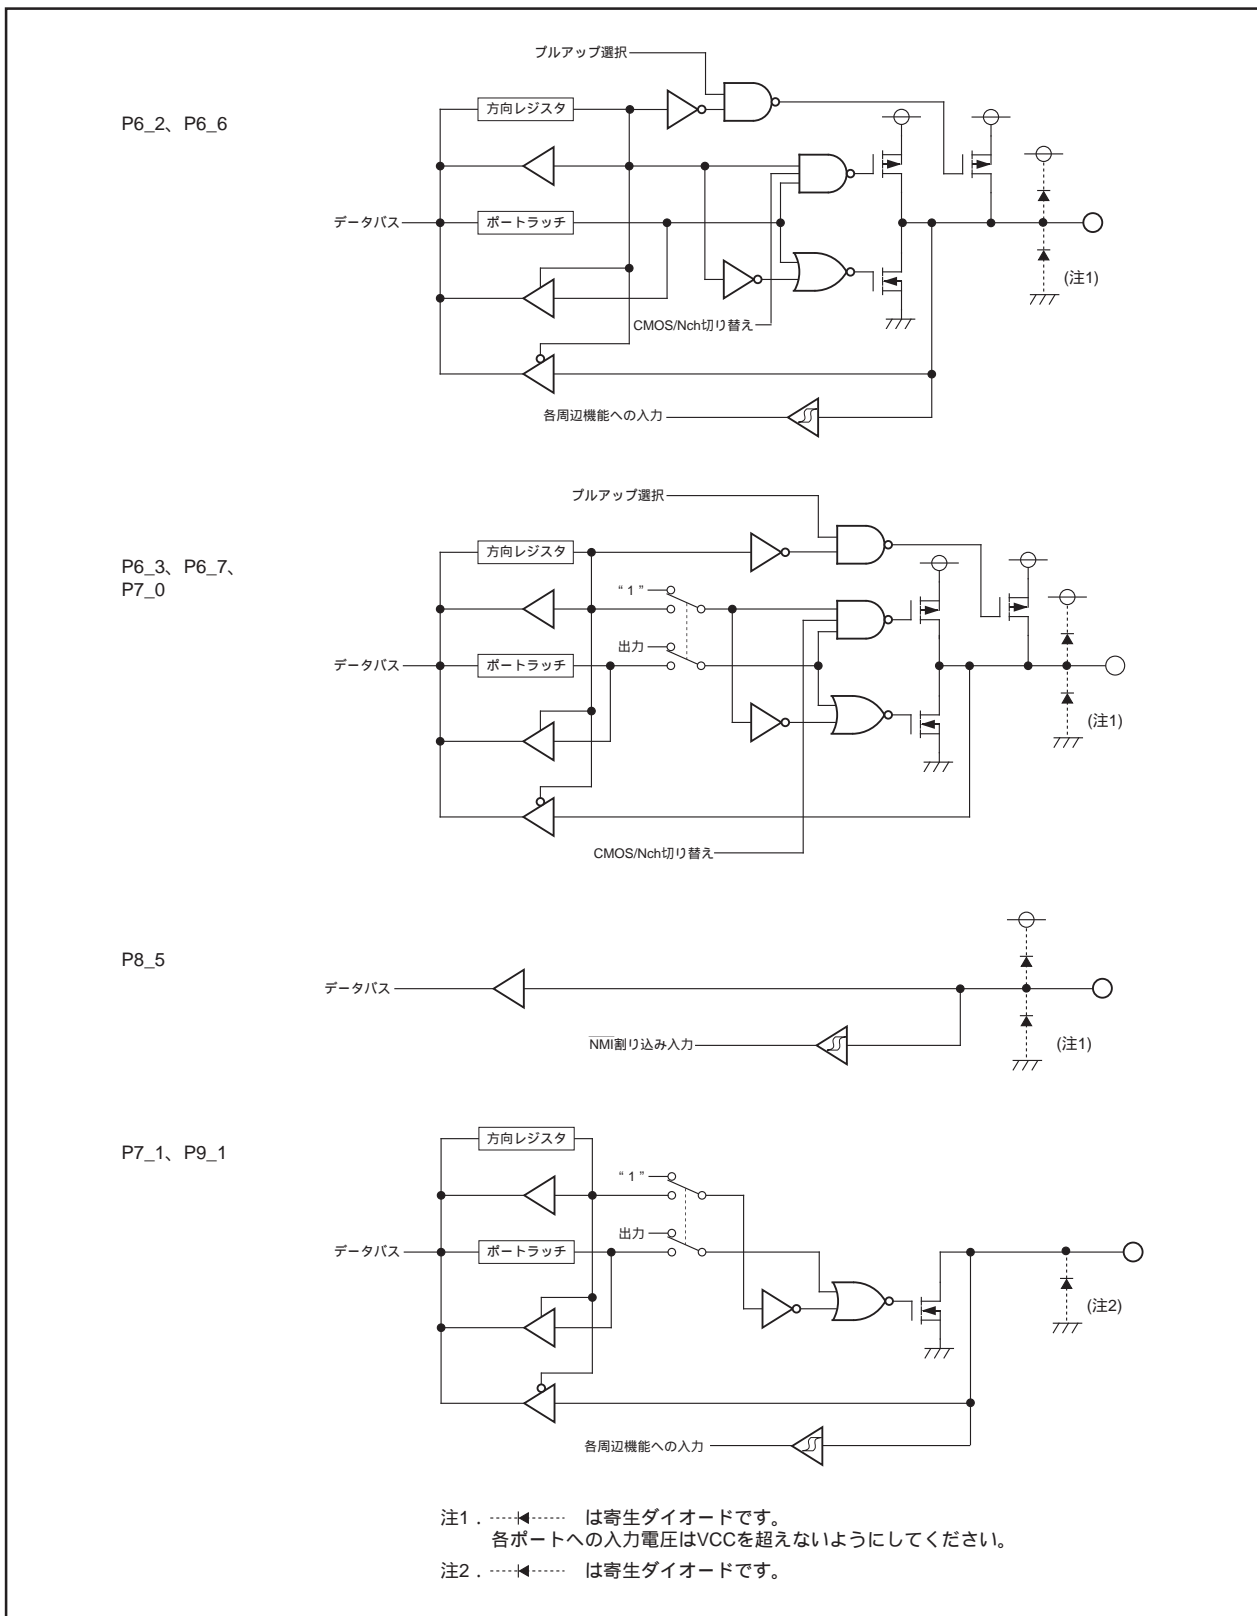 プルアップ選択
P6_2、P6_6
方向レジスタ
データバス
ポートラッチ
(注1)
CMOS/Nch切り替え
各周辺機能への入力
プルアップ選択
P6_3、P6_7、
P7_0
方向レジスタ
“ 1 ”
出力
データバス
ポートラッチ
(注1)
CMOS/Nch切り替え
P8_5
データバス
NMI割り込み入力
(注1)
P7_1、P9_1
方向レジスタ
“ 1 ”
出力
データバス
ポートラッチ
(注2)
各周辺機能への入力
注1． は寄生ダイオードです。
各ポートへの入力電圧はVCCを超えないようにしてください。
注2． は寄生ダイオードです。